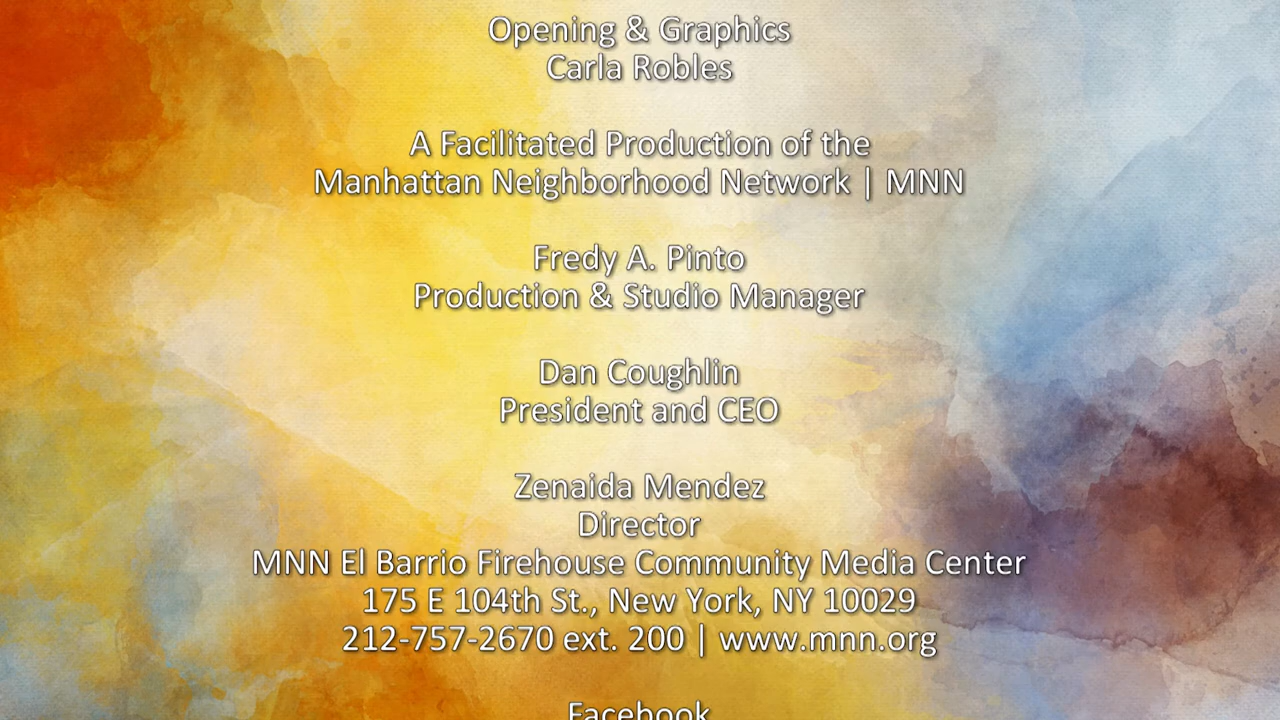 Opening & Graphics
Carla Robles
A Facilitated Production of the
Manhattan Neighborhood Network | MNN
Fredy A. Pinto
Production & Studio Manager
Dan Coughlin
President and CEO
Zenaida Mendez
Director
MNN El Barrio Firehouse Community Media Center
175 E 104th St., New York, NY 10029
212-757-2670 ext. 200 | www.mnn.org
Facebook